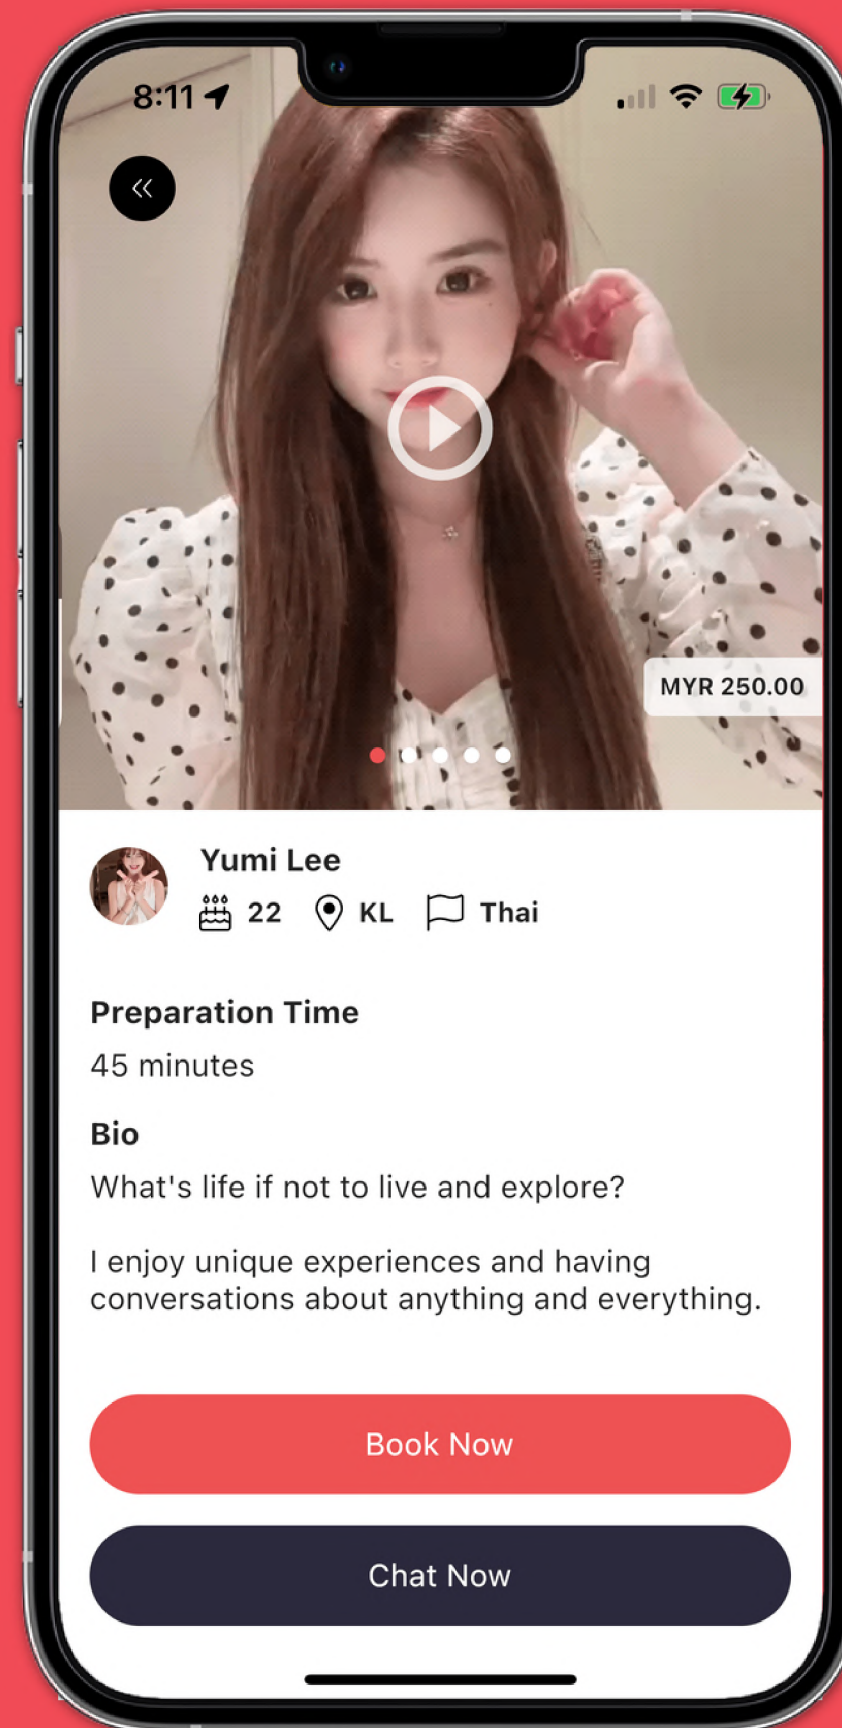 8:11
MYR 250.00
Yumi Lee
22 KL Thai
Preparation Time
45 minutes
Bio
What's life if not to live and explore?
I enjoy unique experiences and having
conversations about anything and everything.
Book Now
Chat Now